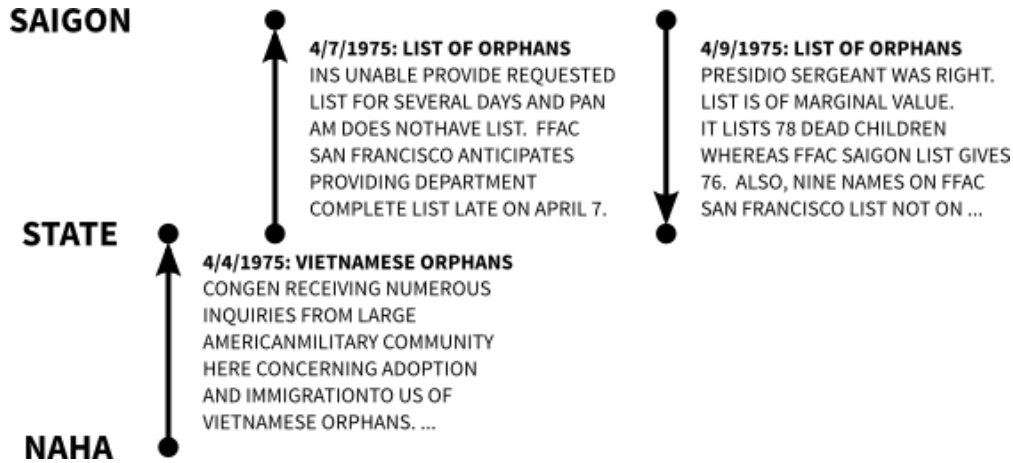 SAIGON
4/7/1975: LIST OF ORPHANS
INS UNABLE PROVIDE REQUESTED
LIST FOR SEVERAL DAYS AND PAN
AM DOES NOTHAVE LIST. FFAC
SAN FRANCISCO ANTICIPATES
PROVIDING DEPARTMENT
COMPLETE LIST LATE ON APRIL 7.
4/9/1975: LIST OF ORPHANS
PRESIDIO SERGEANT WAS RIGHT.
LIST IS OF MARGINAL VALUE.
IT LISTS 78 DEAD CHILDREN
WHEREAS FFAC SAIGON LIST GIVES
76. ALSO, NINE NAMES ON FFAC
SAN FRANCISCO LIST NOT ON ...
STATE
4/4/1975: VIETNAMESE ORPHANS
CONGEN RECEIVING NUMEROUS
INQUIRIES FROM LARGE
AMERICANMILITARY COMMUNITY
HERE CONCERNING ADOPTION
AND IMMIGRATIONTO US OF
VIETNAMESE ORPHANS. ...
NAHA